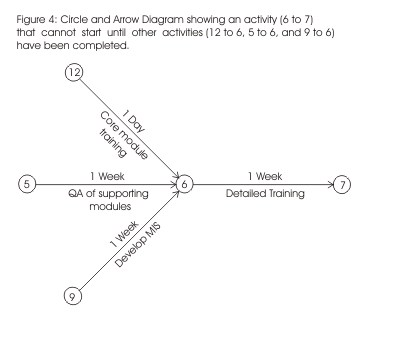 Figure 4: Circle and Arrow Diagram showing an activity (6 to 7)
that cannot start until other activities (12 to 6, 5 to 6, and 9 to 6)
have been completed.
12
1 Day
Core module
training
5
1 Week
QA of supporting
modules
6
1 Week
Detailed Training
7
1 Week
Develop MIS
9